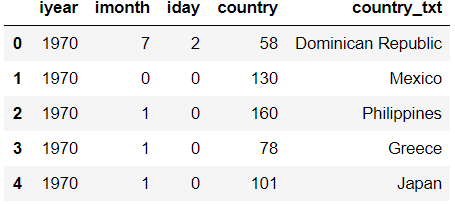 iyear imonth iday country country_txt
0 1970 7 2 58 Dominican Republic
1 1970 0 0 130 Mexico
2 1970 1 0 160 Philippines
3 1970 1 0 78 Greece
4 1970 1 0 101 Japan